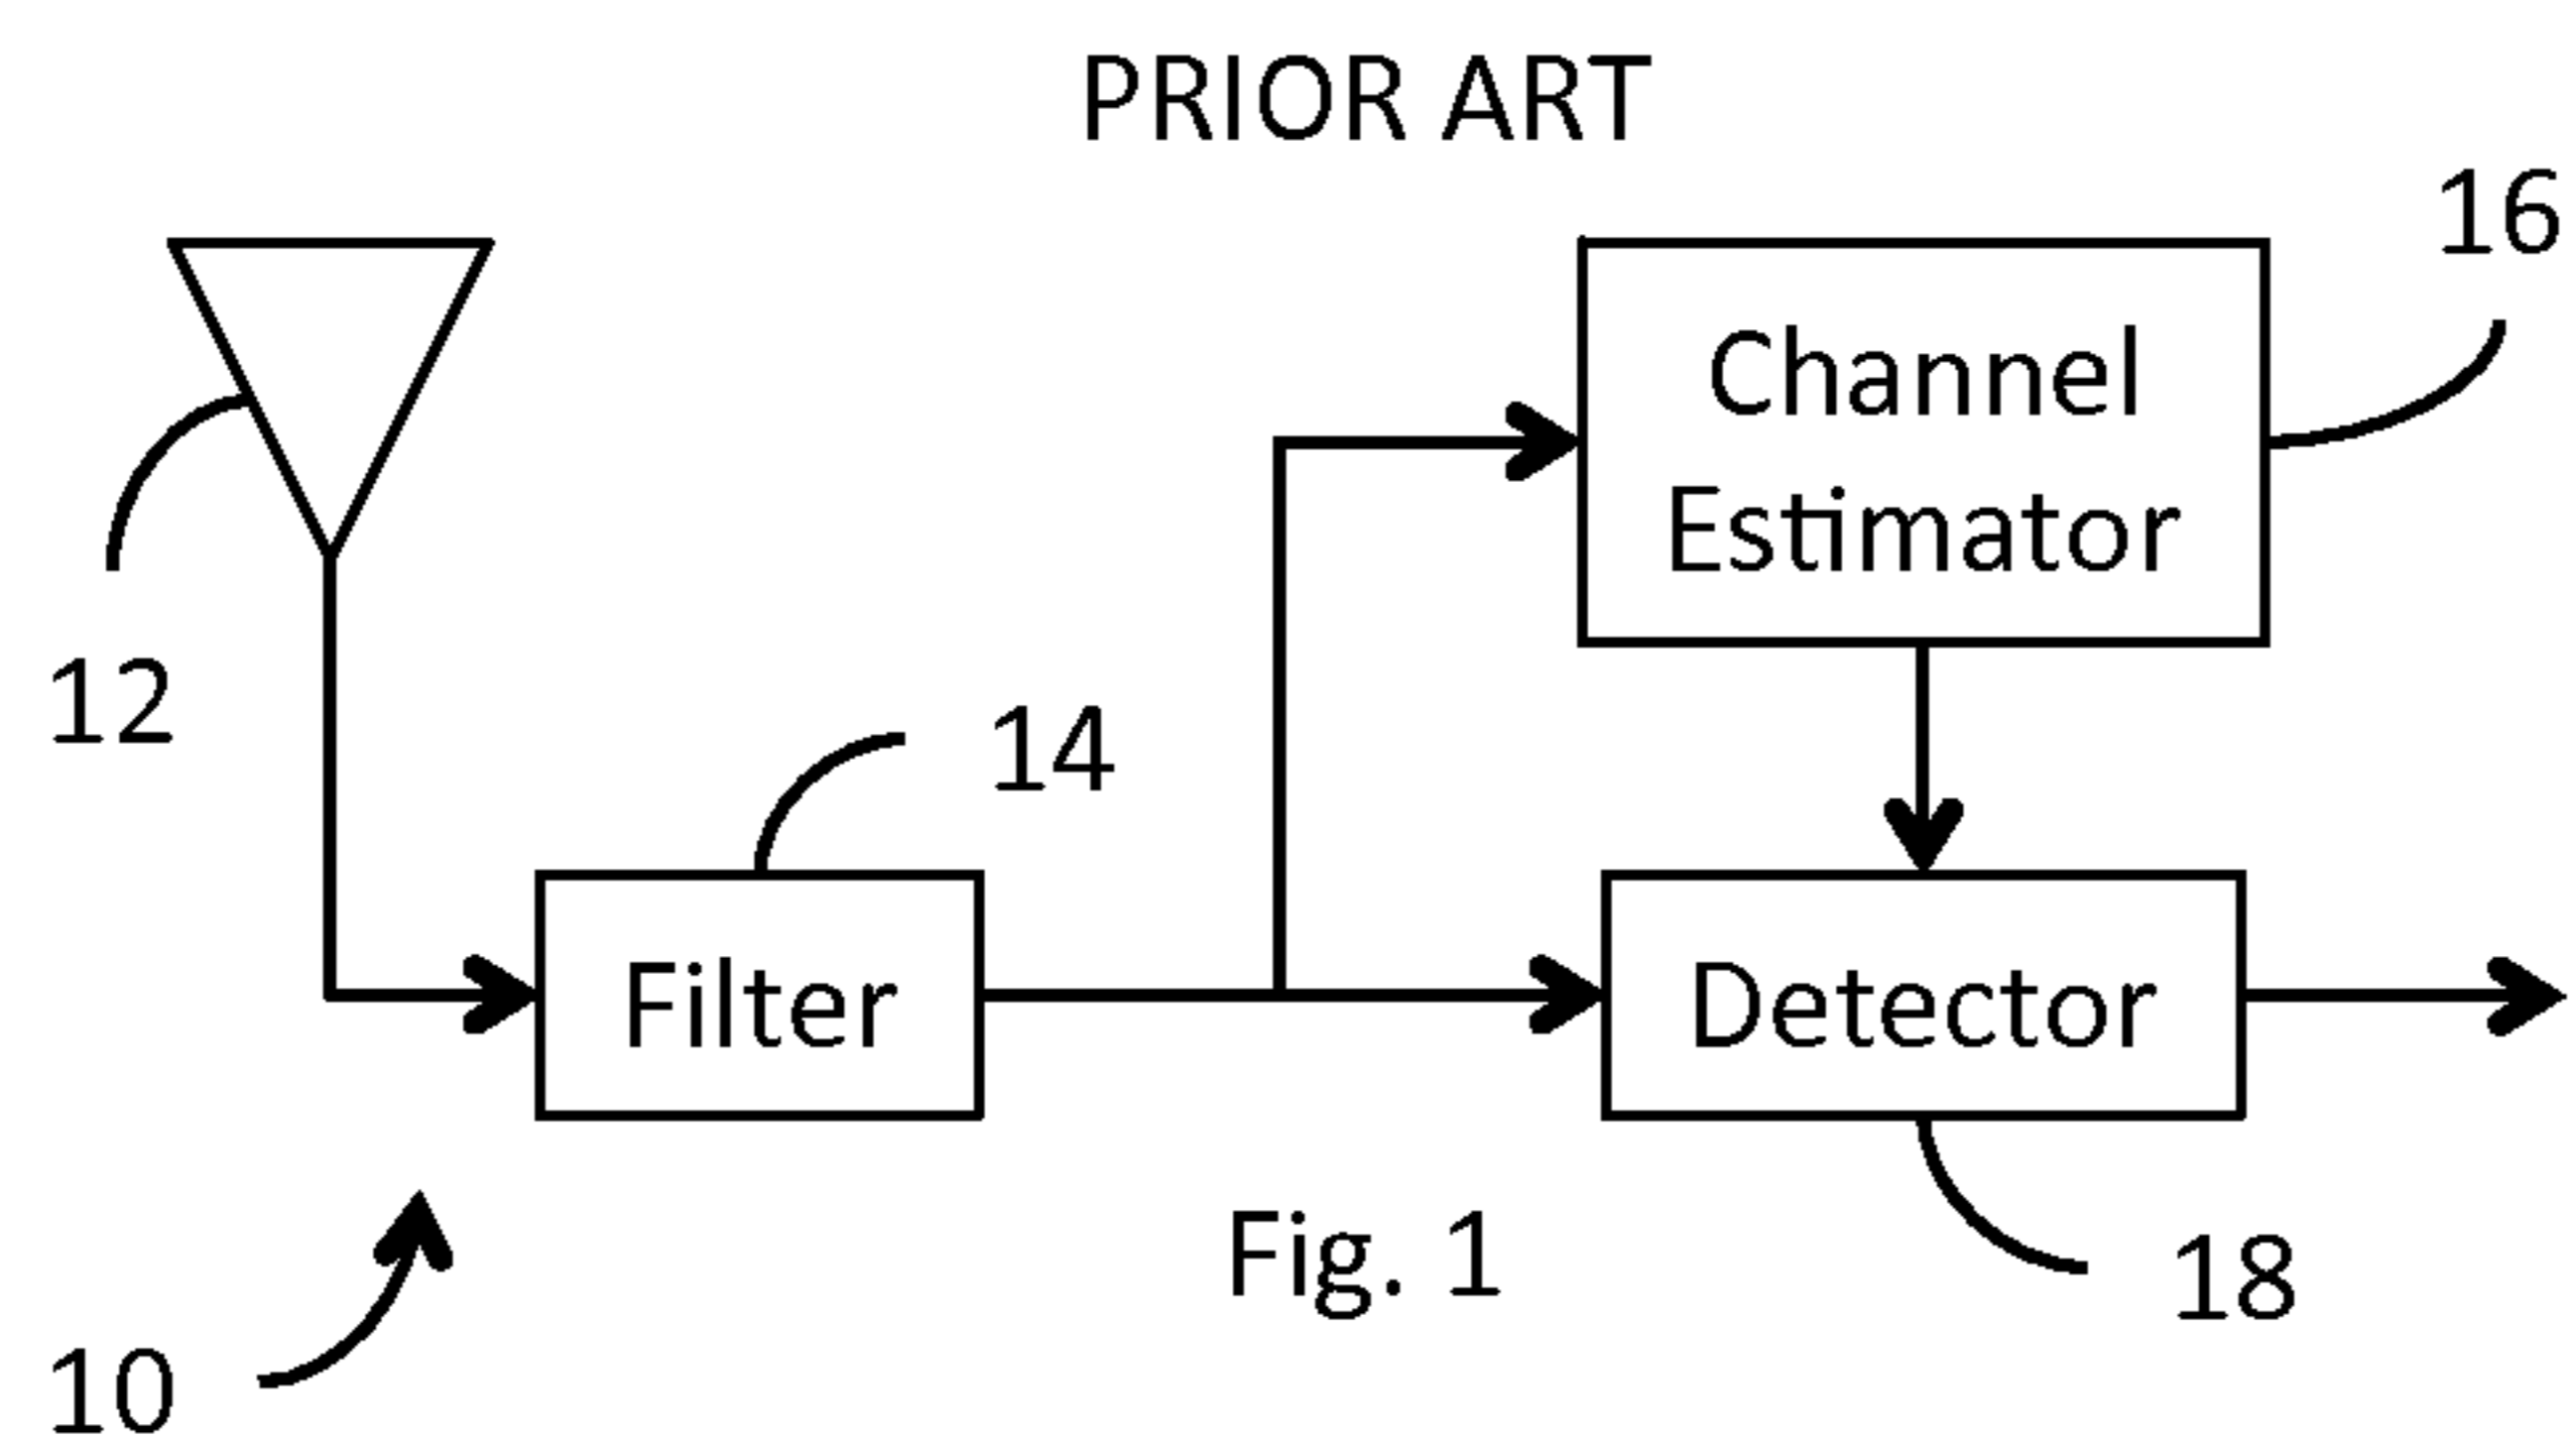 PRIOR ART
16
Channel
Estimator
12
14
Filter
Detector
Fig. 1
18
10